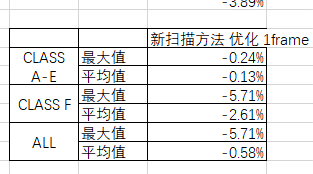 -3.89%
新扫描方法 优化 1frame
CLASS A-E 最大值 -0.24%
平均值 -0.13%
CLASS F 最大值 -5.71%
平均值 -2.61%
ALL 最大值 -5.71%
平均值 -0.58%